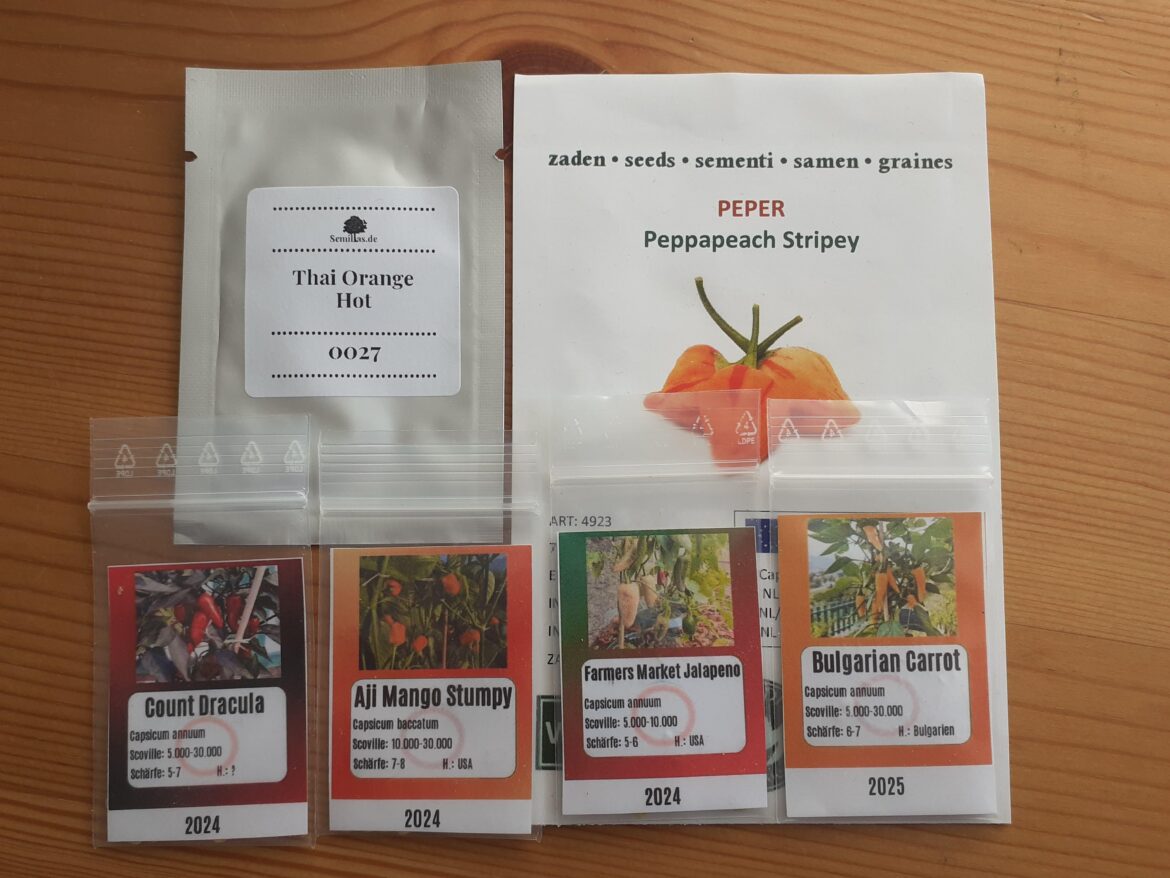 Semillas.de
Thai Orange
Hot
0027
zaden • seeds • sementi • samen • graines
PEPER
Peppapeach Stripey
LDPE
ART: 4923
Count Dracula
Capsicum annuum
Scoville: 5.000-30.000
Schärfe: 5-7 H.: ?
2024
Aji Mango Stumpy
Capsicum baccatum
Scoville: 10.000-30.000
Schärfe: 7-8 H.: USA
2024
Farmers Market Jalapeno
Capsicum annuum
Scoville: 5.000-10.000
Schärfe: 5-6 H.: USA
2024
Bulgarian Carrot
Capsicum annuum
Scoville: 5.000-30.000
Schärfe: 6-7 H.: Bulgarien
2025